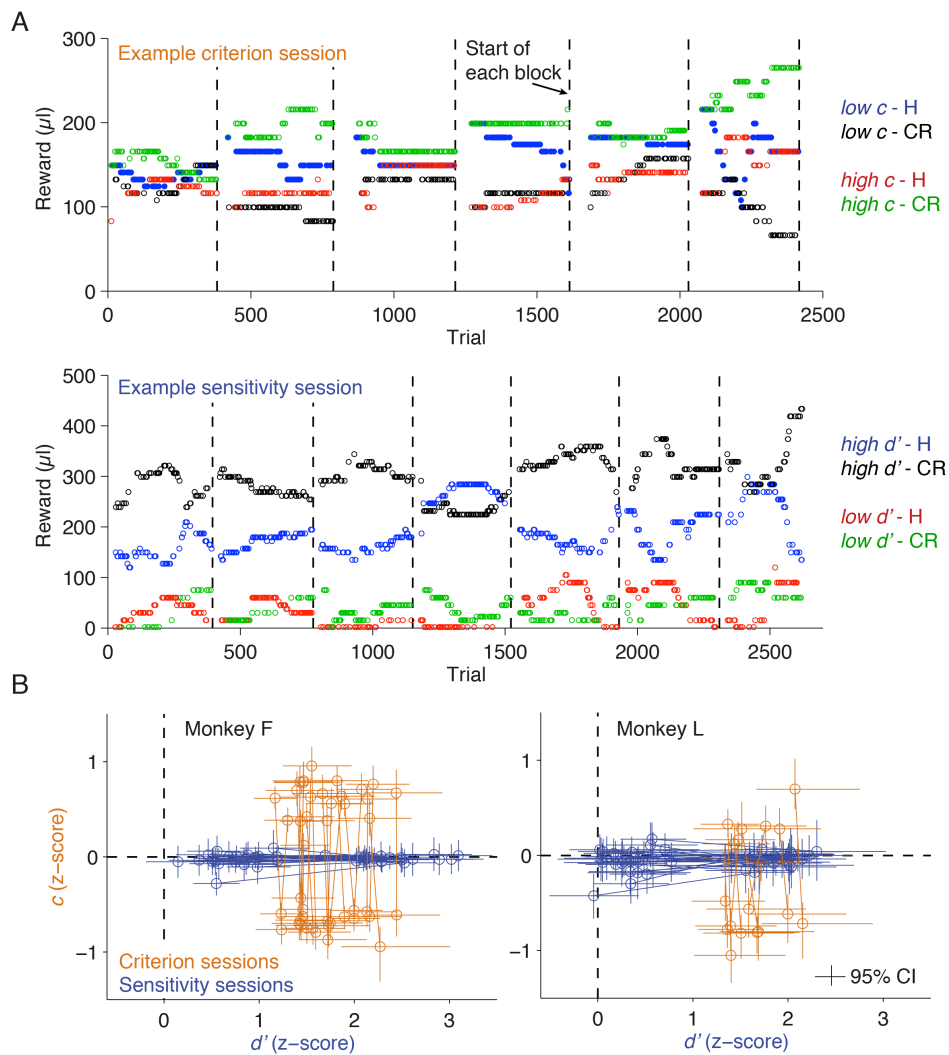 A
300
200
100
0
Reward (µl)
Example criterion session
Start of
each block
0
500
1000
1500
2000
2500
Trial
low c - H
low c - CR
high c - H
high c - CR
500
400
300
200
100
0
Reward (µl)
Example sensitivity session
0
500
1000
1500
2000
2500
Trial
high d’ - H
high d’ - CR
low d’ - H
low d’ - CR
B
Monkey F
1
0
−1
c (z−score)
Criterion sessions
Sensitivity sessions
0
1
2
3
d’ (z−score)
Monkey L
1
0
−1
95% CI
0
1
2
3
d’ (z−score)